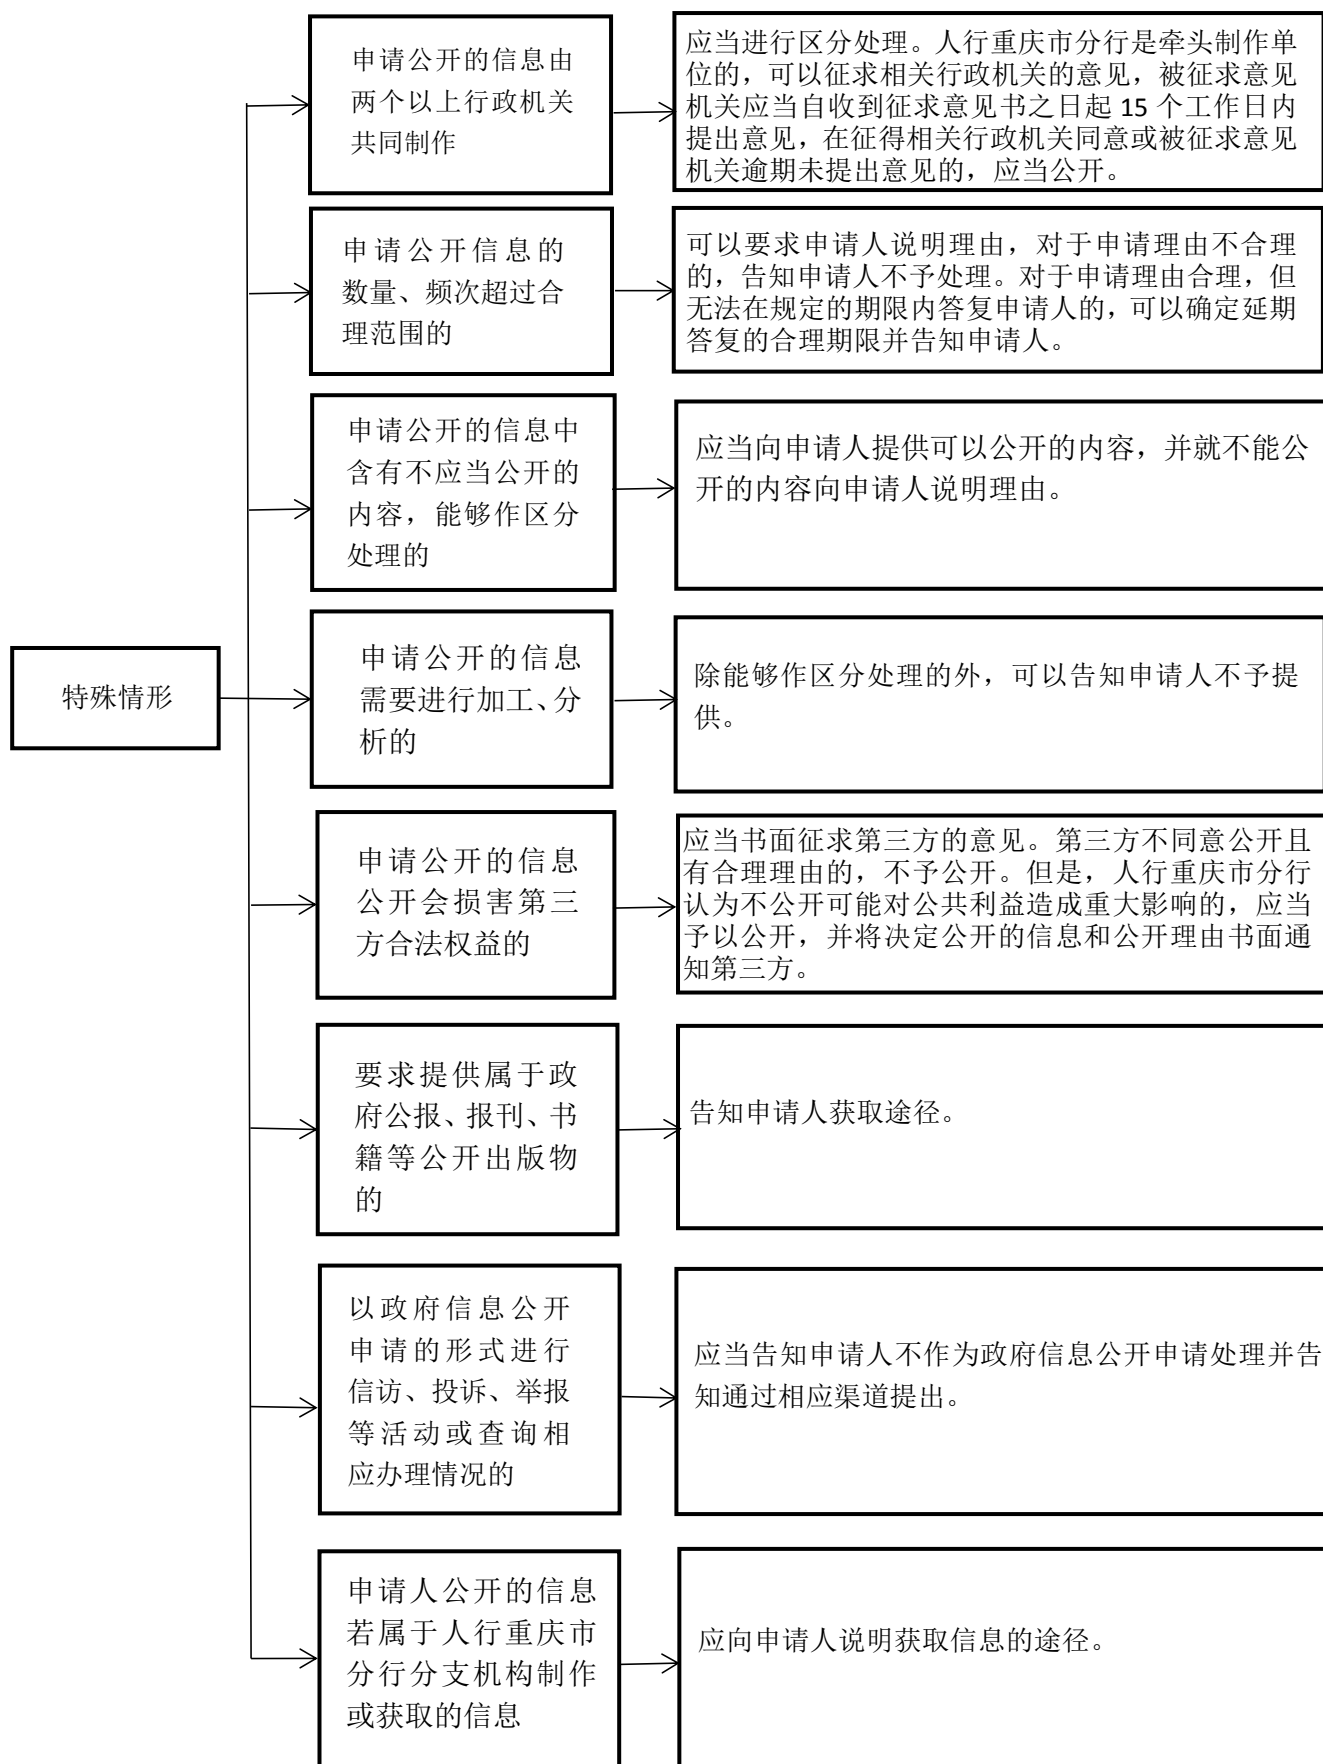 申请公开的信息由
两个以上行政机关
共同制作
应当进行区分处理。人行重庆市分行是牵头制作单
位的，可以征求相关行政机关的意见，被征求意见
机关应当自收到征求意见书之日起 15 个工作日内
提出意见，在征得相关行政机关同意或被征求意见
机关逾期未提出意见的，应当公开。
申请公开信息的
数量、频次超过合
理范围的
可以要求申请人说明理由，对于申请理由不合理
的，告知申请人不予处理。对于申请理由合理，但
无法在规定的期限内答复申请人的，可以确定延期
答复的合理期限并告知申请人。
申请公开的信息中
含有不应当公开的
内容，能够作区分
处理的
应当向申请人提供可以公开的内容，并就不能公
开的内容向申请人说明理由。
特殊情形
申请公开的信息
需要进行加工、分
析的
除能够作区分处理的外，可以告知申请人不予提
供。
申请公开的信息
公开会损害第三
方合法权益的
应当书面征求第三方的意见。第三方不同意公开且
有合理理由的，不予公开。但是，人行重庆市分行
认为不公开可能对公共利益造成重大影响的，应当
予以公开，并将决定公开的信息和公开理由书面通
知第三方。
要求提供属于政
府公报、报刊、书
籍等公开出版物
的
告知申请人获取途径。
以政府信息公开
申请的形式进行
信访、投诉、举报
等活动或查询相
应办理情况的
应当告知申请人不作为政府信息公开申请处理并告
知通过相应渠道提出。
申请人公开的信息
若属于人行重庆市
分行分支机构制作
或获取的信息
应向申请人说明获取信息的途径。